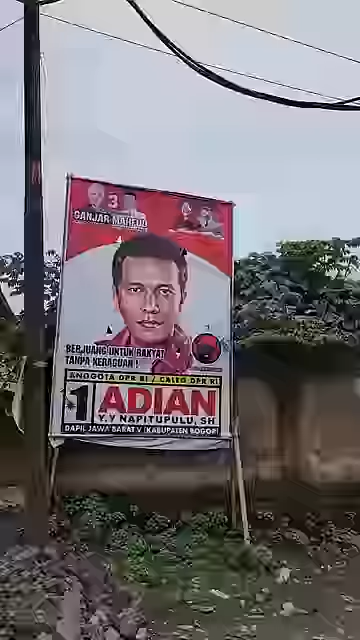 3
GANJAR MAHFUD
BERJUANG UNTUK RAKYAT
TANPA KERAGUAN !
ANGGOTA DPR RI / CALEG DPR RI
1 ADIAN
Y.Y NAPITUPULU, SH
DAPIL JAWA BARAT V (KABUPATEN BOGOR)